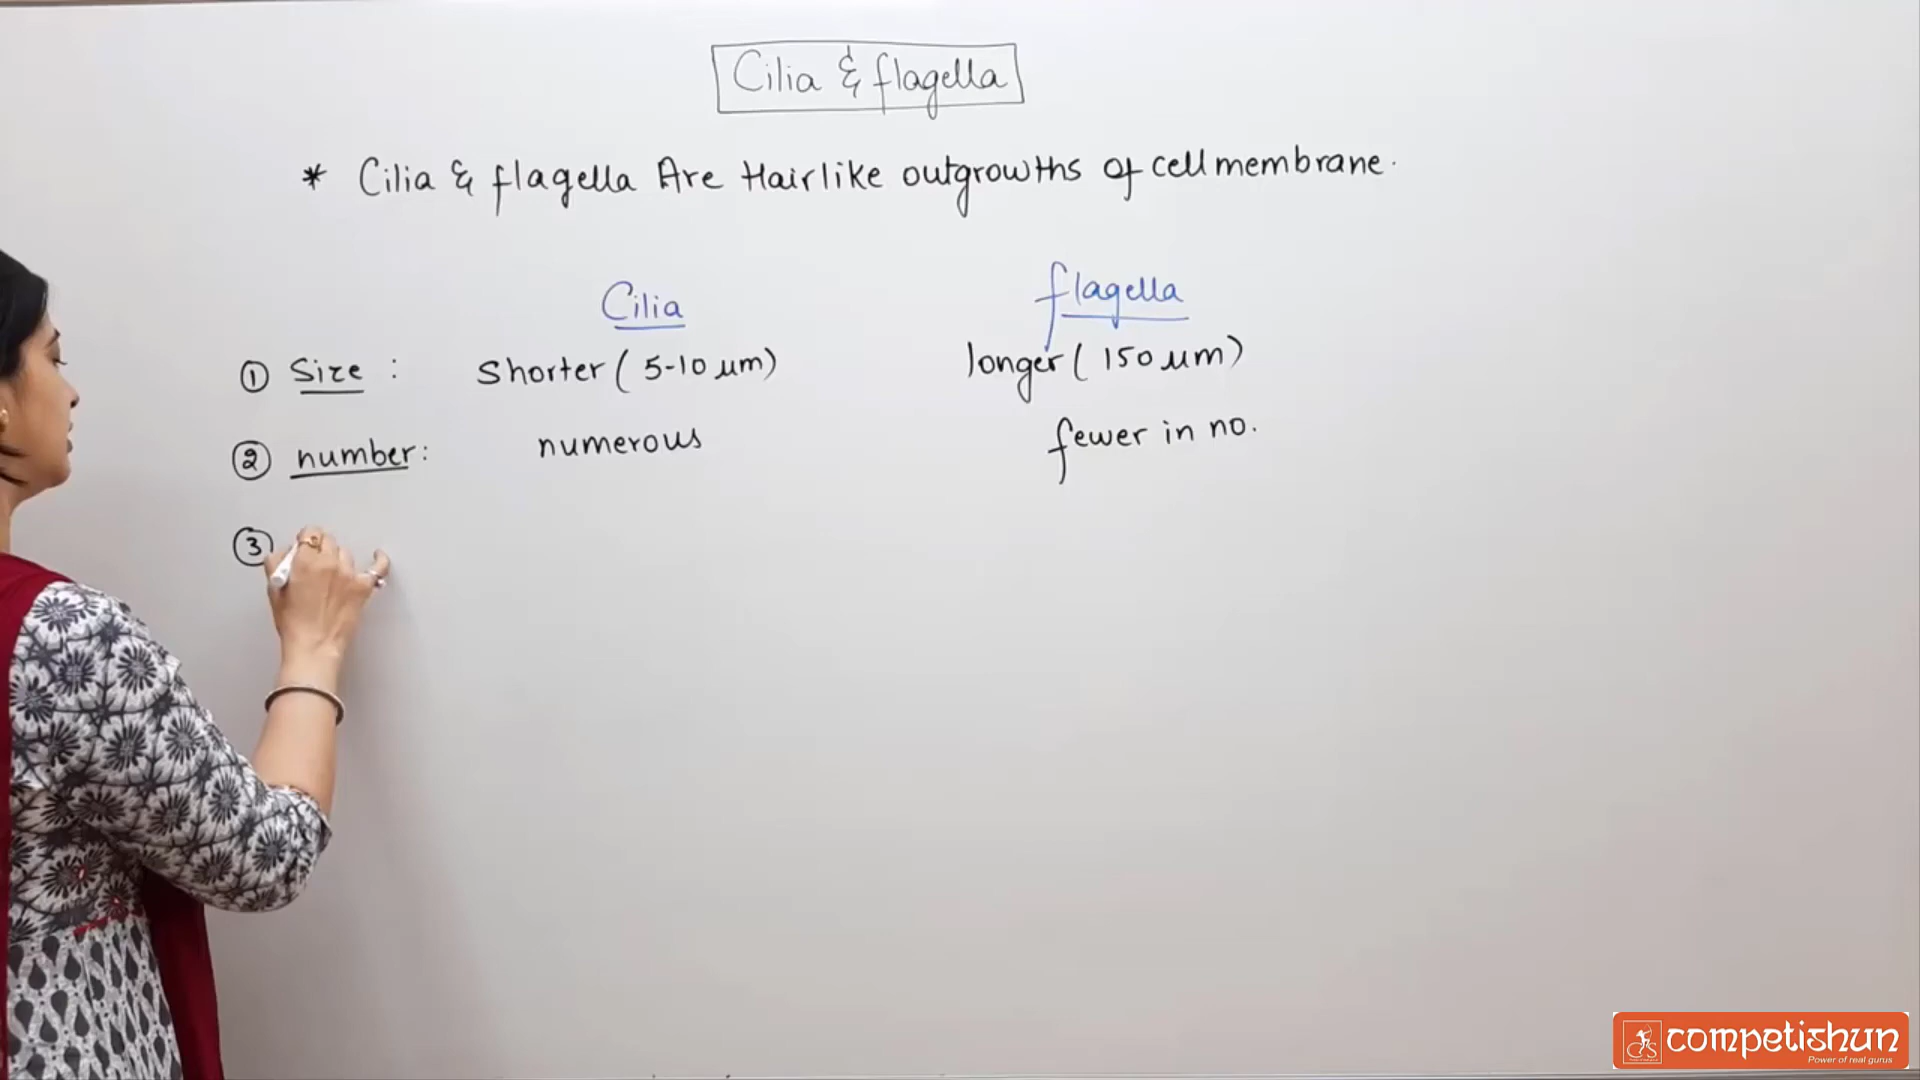 Cilia & flagella
* Cilia & flagella Are Hairlike outgrowths of cell membrane.
Cilia flagella
① Size : Shorter ( 5-10 µm) longer ( 150 µm)
② number: numerous fewer in no.
③
competishun
Power of real gurus